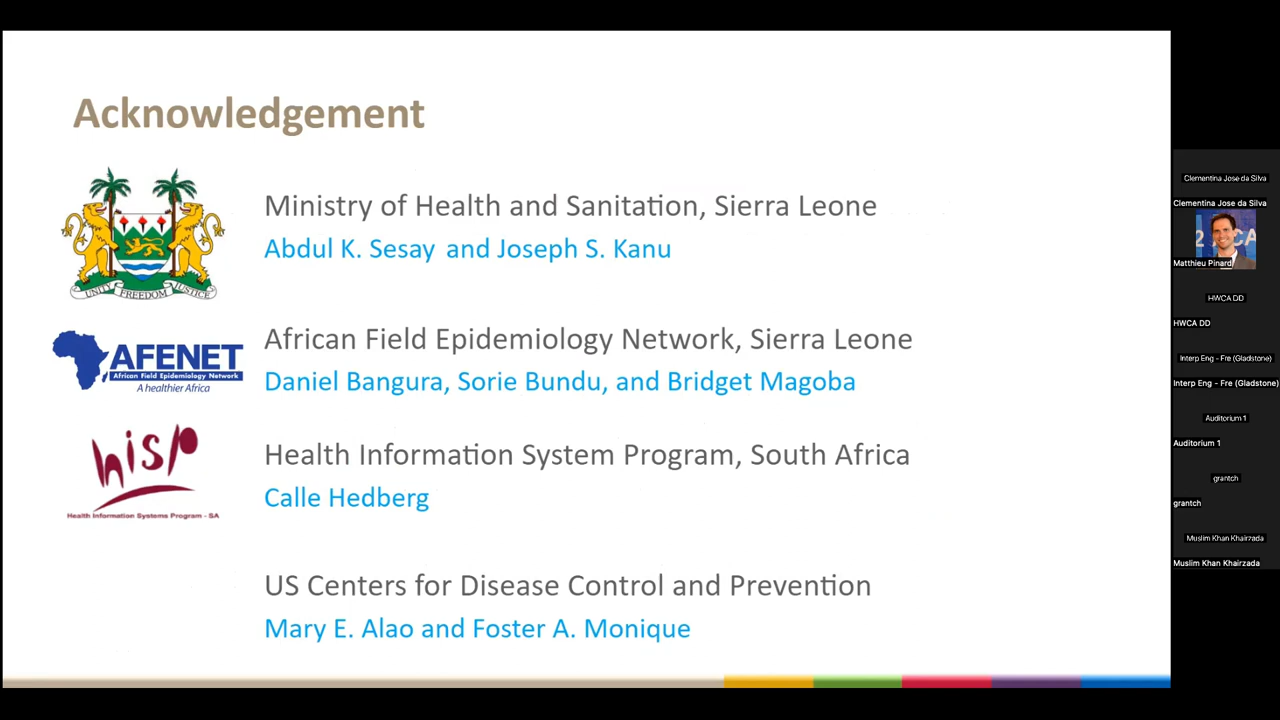 Acknowledgement
UNITY FREEDOM JUSTICE
Ministry of Health and Sanitation, Sierra Leone
Abdul K. Sesay and Joseph S. Kanu
AFENET
African Field Epidemiology Network
A healthier Africa
African Field Epidemiology Network, Sierra Leone
Daniel Bangura, Sorie Bundu, and Bridget Magoba
hisp
Health Information Systems Program - SA
Health Information System Program, South Africa
Calle Hedberg
US Centers for Disease Control and Prevention
Mary E. Alao and Foster A. Monique
Clementina Jose da Silva
Clementina Jose da Silva
Matthieu Pinard
HWCA DD
HWCA DD
Interp Eng - Fre (Gladstone)
Interp Eng - Fre (Gladstone)
Auditorium 1
Auditorium 1
grantch
grantch
Muslim Khan Khairzada
Muslim Khan Khairzada